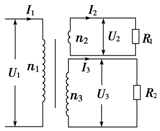 I₁ I₂
n₂ U₂ R₁
U₁ n₁ I₃
n₃ U₃ R₂